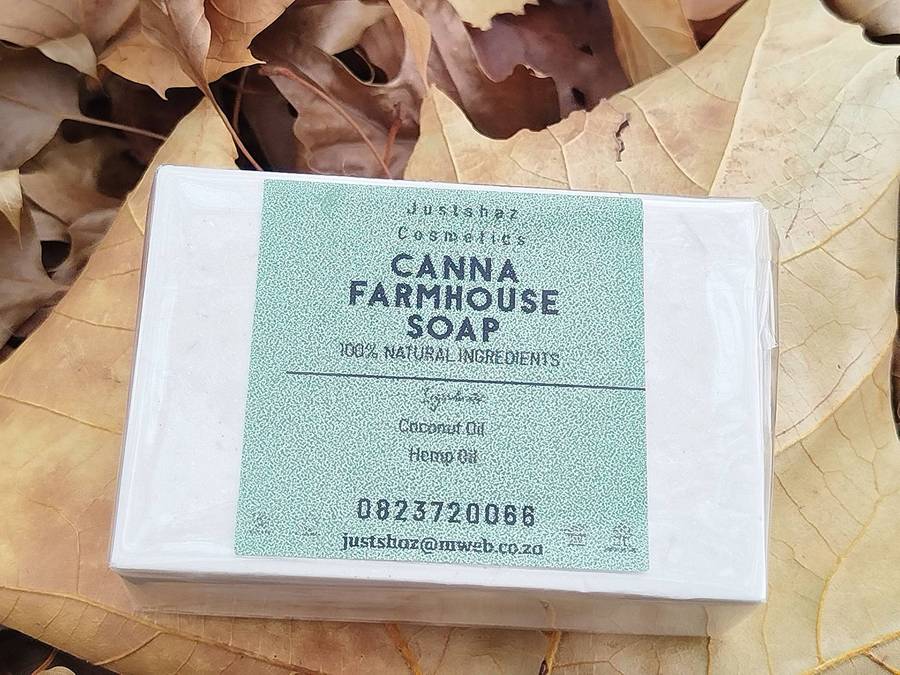 Justshaz
Cosmetics
CANNA
FARMHOUSE
SOAP
100% NATURAL INGREDIENTS
Ingredients
Coconut Oil
Hemp Oil
0823720066
justshaz@mweb.co.za